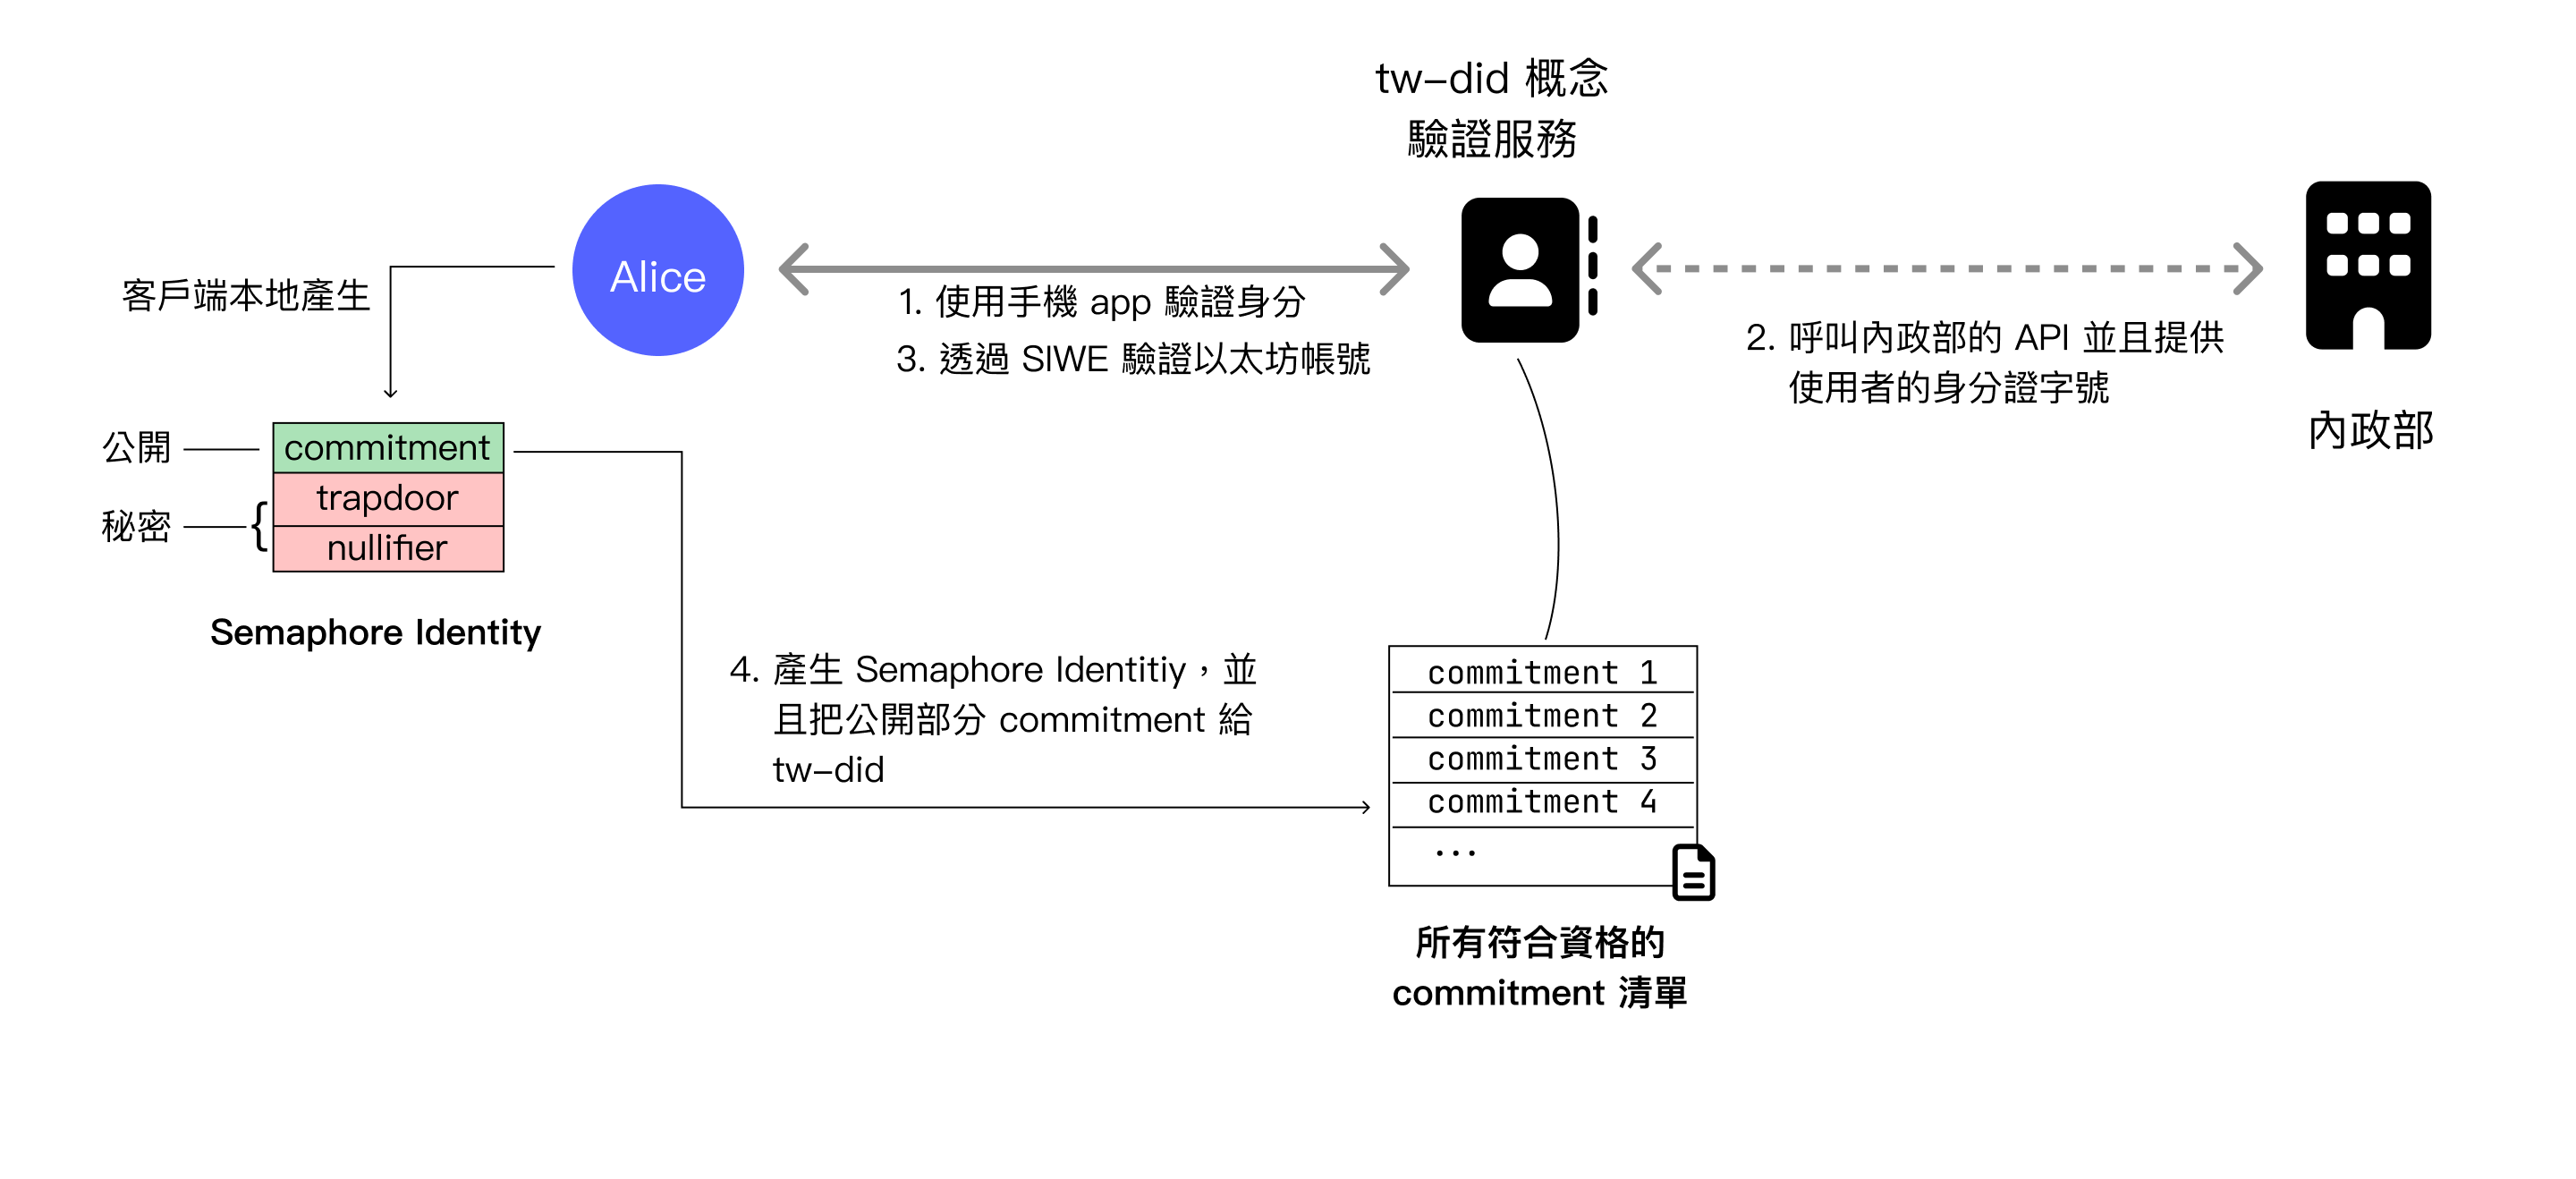 tw-did 概念
驗證服務
Alice
客戶端本地產生
1. 使用手機 app 驗證身分
3. 透過 SIWE 驗證以太坊帳號
2. 呼叫內政部的 API 並且提供
使用者的身分證字號
內政部
公開
commitment
trapdoor
秘密
{
nullifier
Semaphore Identity
4. 產生 Semaphore Identitiy，並
且把公開部分 commitment 給
tw-did
commitment 1
commitment 2
commitment 3
commitment 4
...
所有符合資格的
commitment 清單